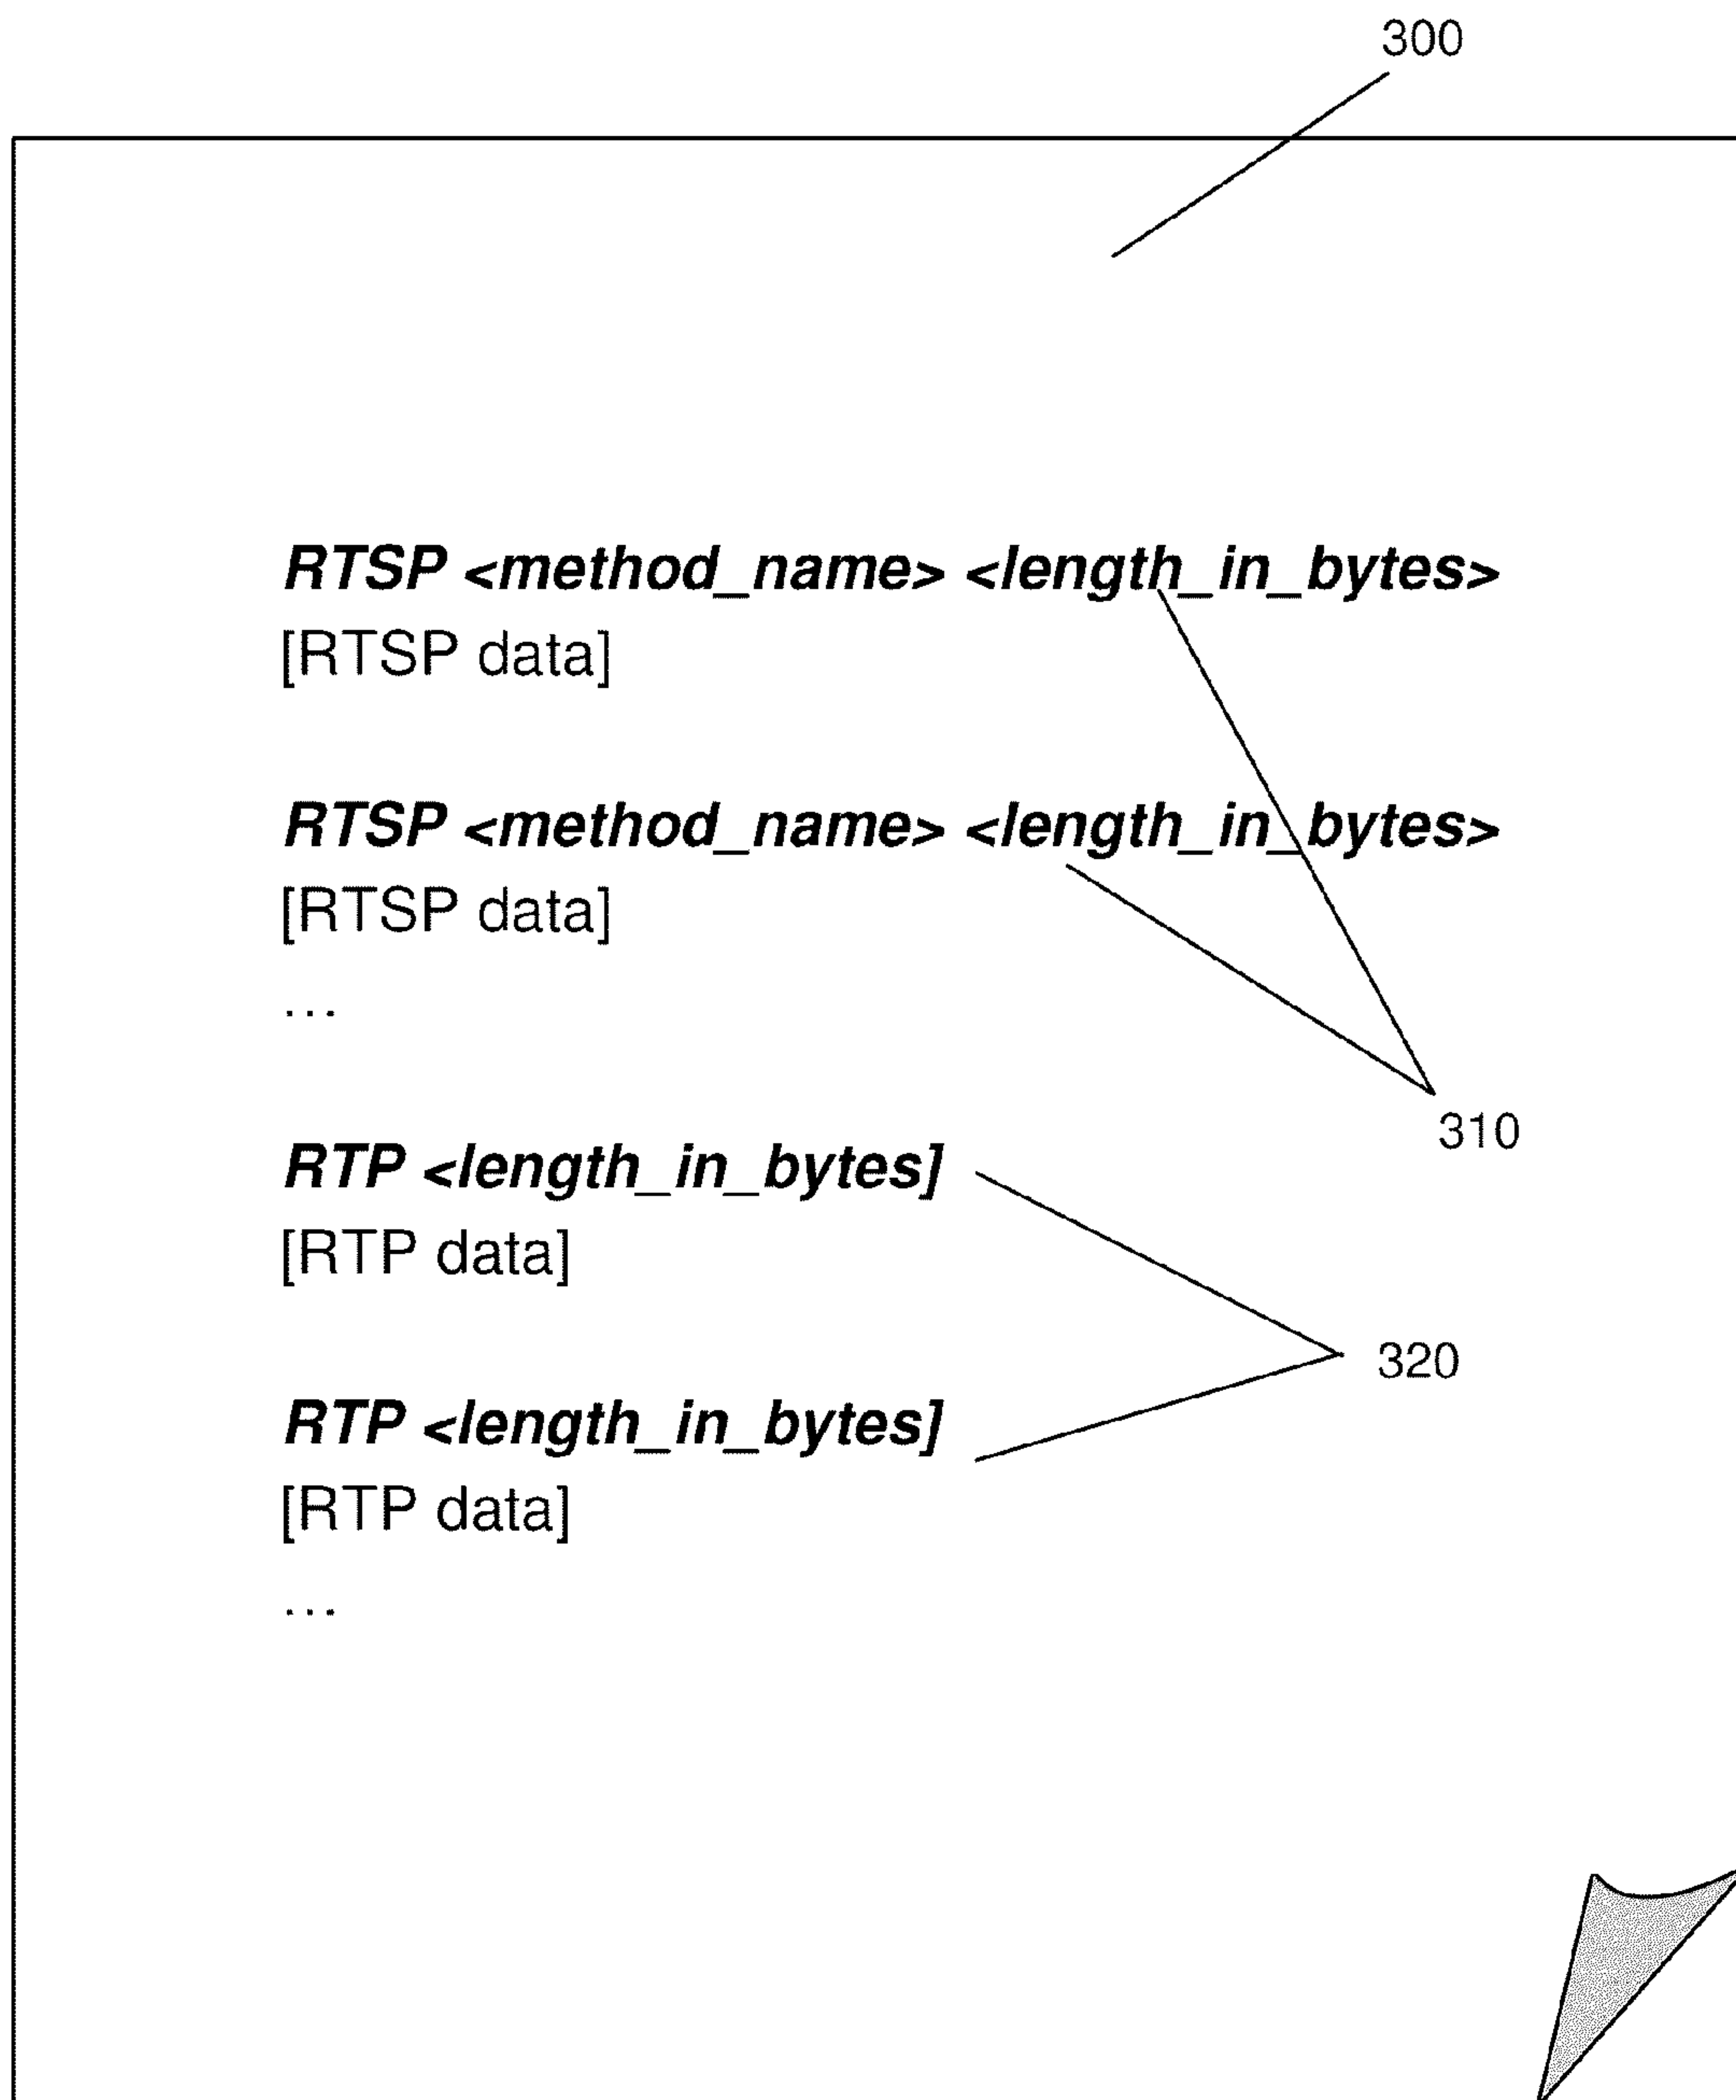 300
RTSP <method_name> <length_in_bytes>
[RTSP data]
RTSP <method_name> <length_in_bytes>
[RTSP data]
...
310
RTP <length_in_bytes]
[RTP data]
320
RTP <length_in_bytes]
[RTP data]
...